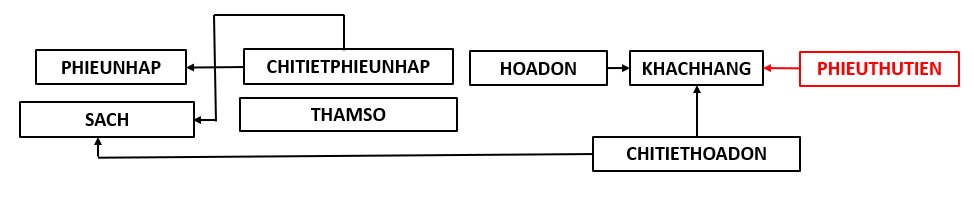 PHIEUNHAP
CHITIETPHIEUNHAP
HOADON
KHACHHANG
PHIEUTHUTIEN
SACH
THAMSO
CHITIETHOADON